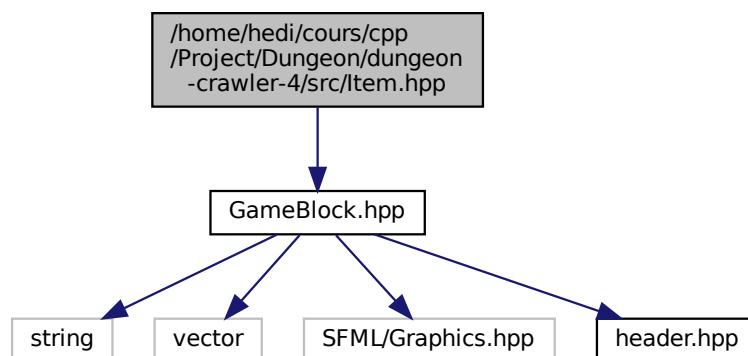 /home/hedi/cours/cpp
/Project/Dungeon/dungeon
-crawler-4/src/Item.hpp
GameBlock.hpp
string
vector
SFML/Graphics.hpp
header.hpp